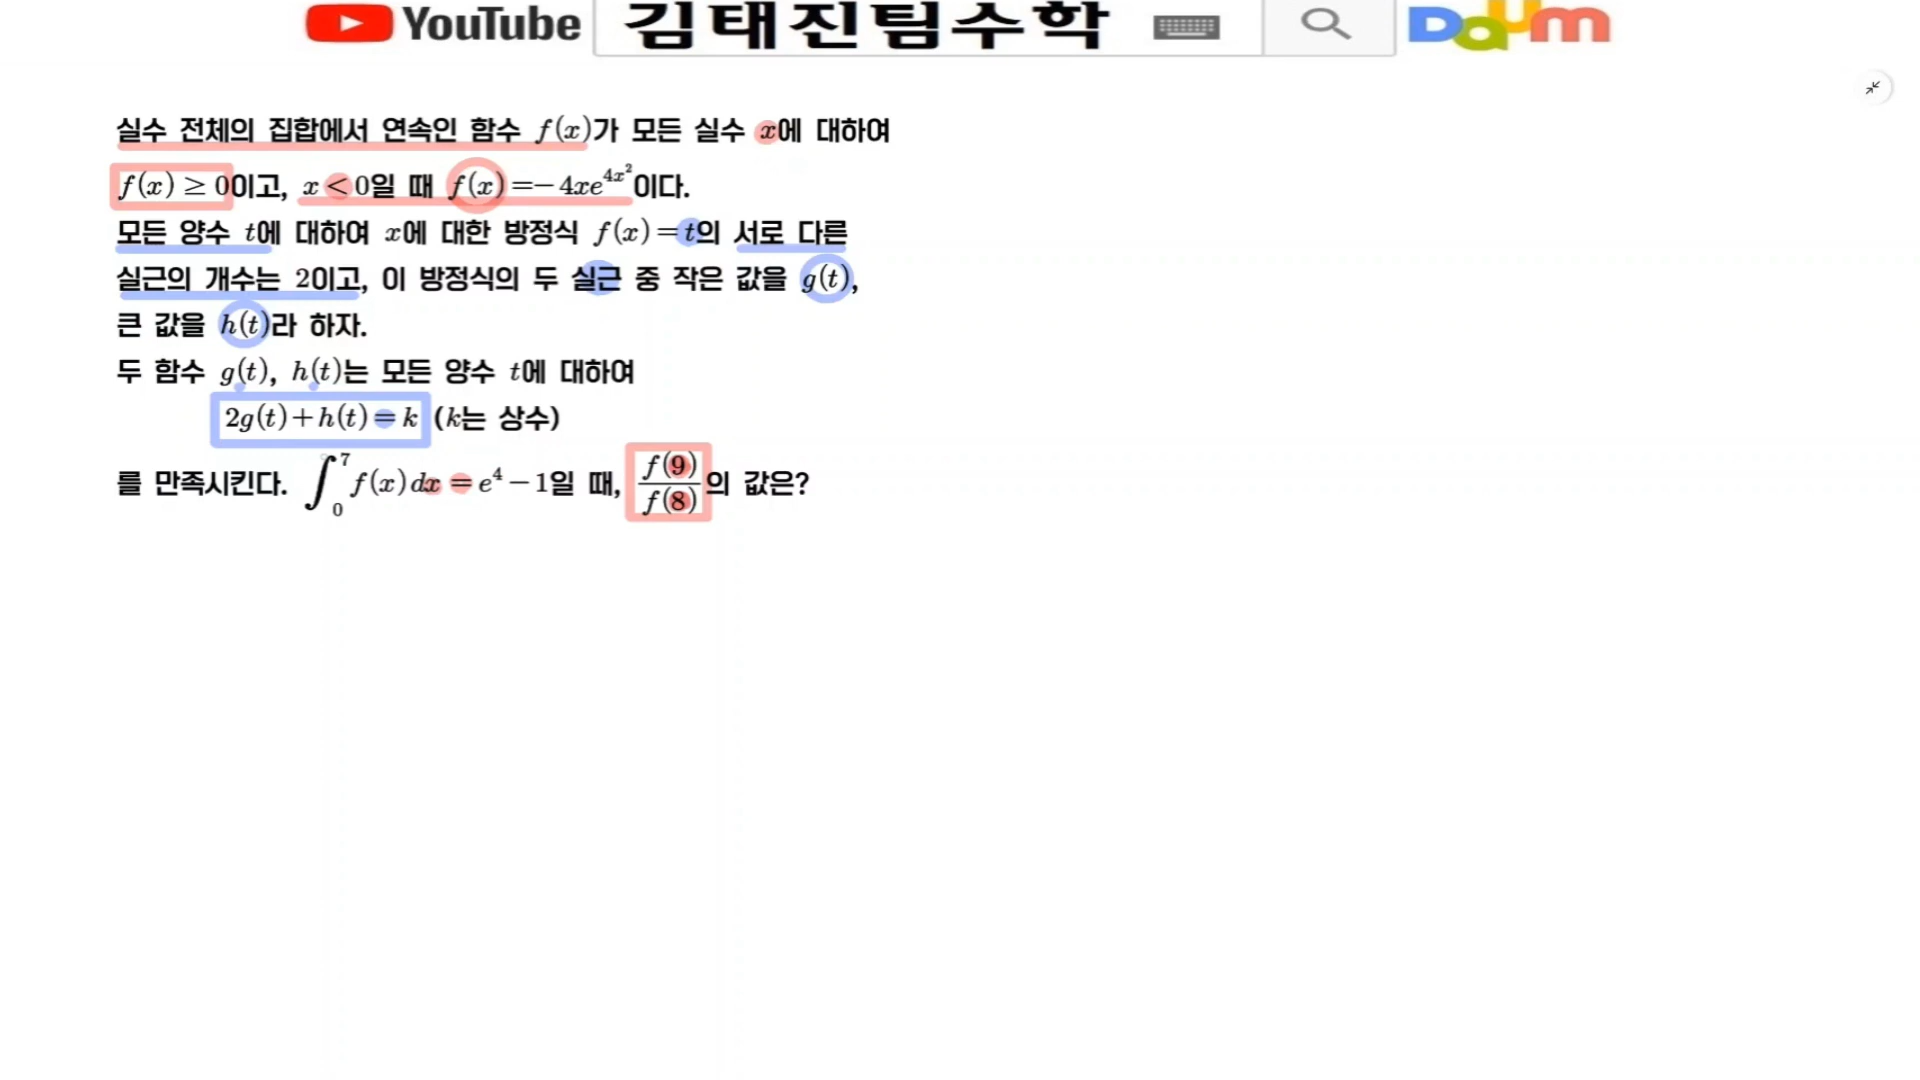 YouTube 김태진팀수학 Daum
실수 전체의 집합에서 연속인 함수 f(x)가 모든 실수 x에 대하여
f(x)≥0이고, x<0일 때 f(x)=−4xe^{4x^2}이다.
모든 양수 t에 대하여 x에 대한 방정식 f(x)=t의 서로 다른
실근의 개수는 2이고, 이 방정식의 두 실근 중 작은 값을 g(t),
큰 값을 h(t)라 하자.
두 함수 g(t), h(t)는 모든 양수 t에 대하여
2g(t)+h(t)=k (k는 상수)
를 만족시킨다. ∫_0^7 f(x)dx=e^4−1일 때, f(9)/f(8)의 값은?